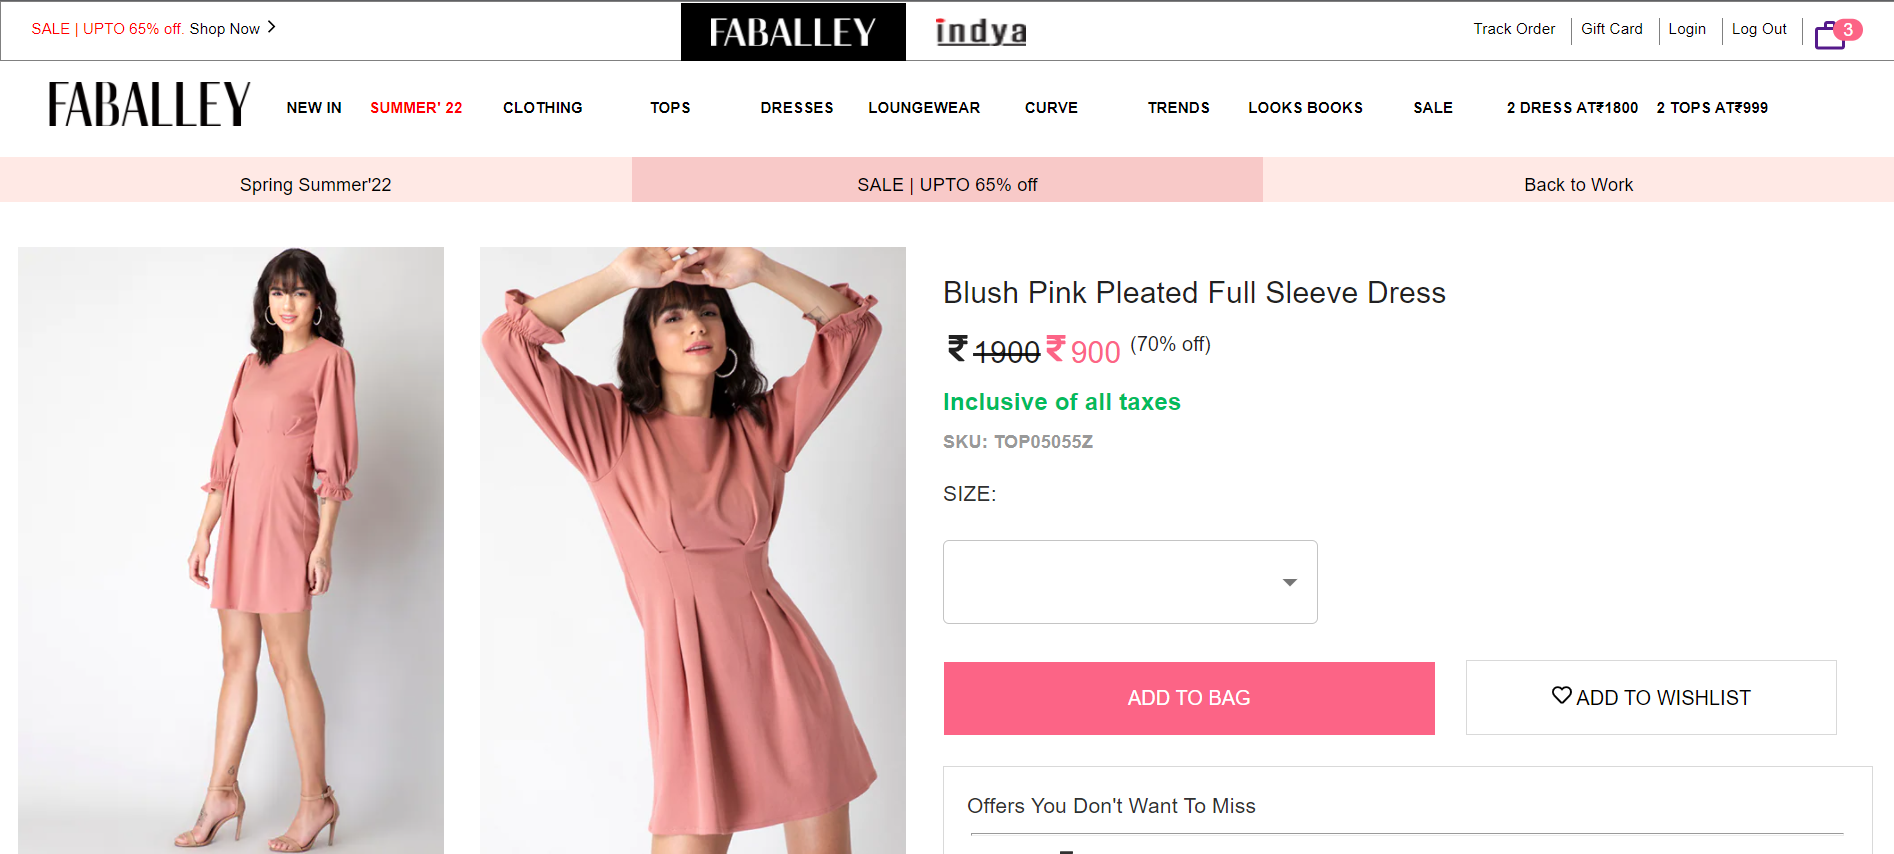 SALE | UPTO 65% off. Shop Now
FABALLEY
indya
Track Order
Gift Card
Login
Log Out
3
FABALLEY
NEW IN
SUMMER' 22
CLOTHING
TOPS
DRESSES
LOUNGEWEAR
CURVE
TRENDS
LOOKS BOOKS
SALE
2 DRESS AT₹1800
2 TOPS AT₹999
Spring Summer'22
SALE | UPTO 65% off
Back to Work
Blush Pink Pleated Full Sleeve Dress
₹ 1900 ₹ 900 (70% off)
Inclusive of all taxes
SKU: TOP05055Z
SIZE:
ADD TO BAG
ADD TO WISHLIST
Offers You Don't Want To Miss